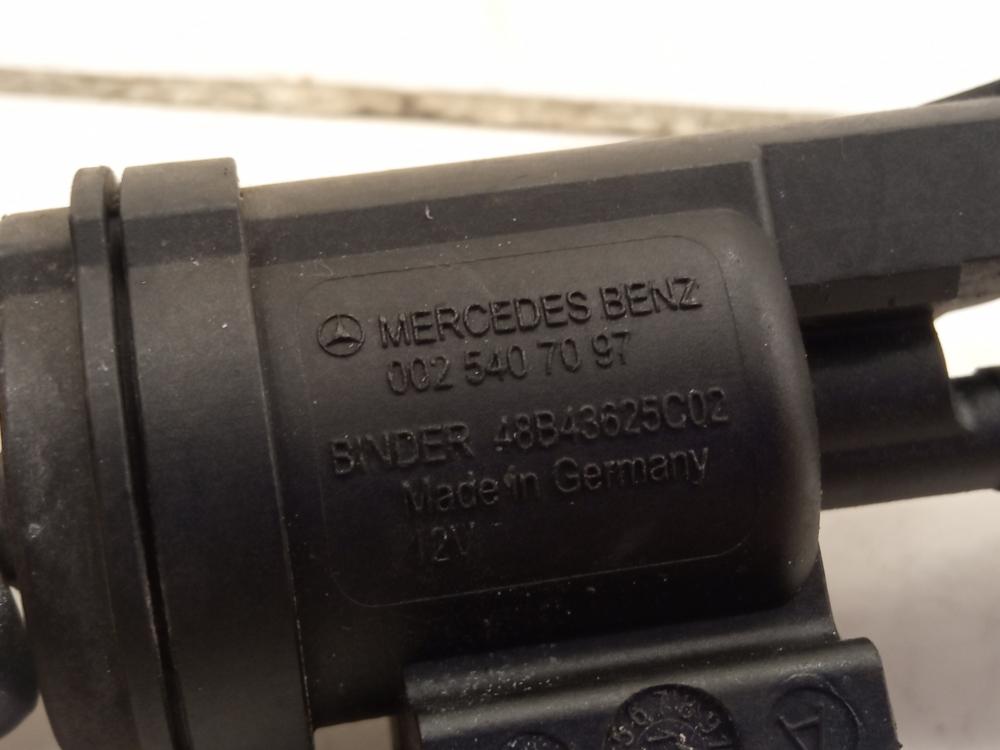 MERCEDES BENZ
002 540 70 97
BINDER 48B43625C02
Made in Germany
12V